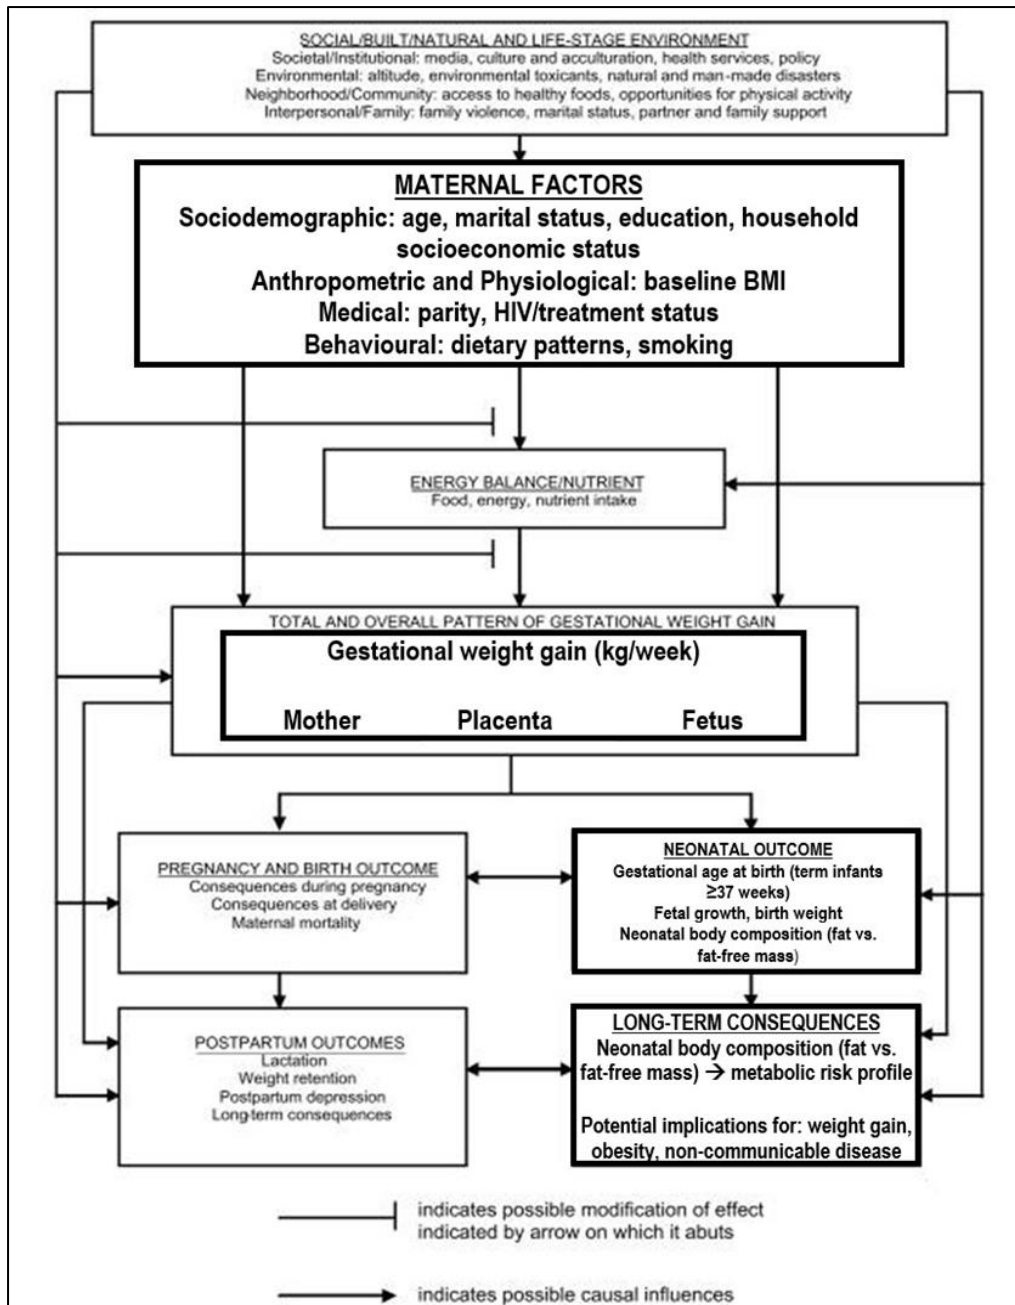 SOCIAL/BUILT/NATURAL AND LIFE-STAGE ENVIRONMENT
Societal/Institutional: media, culture and acculturation, health services, policy
Environmental: altitude, environmental toxicants, natural and man-made disasters
Neighborhood/Community: access to healthy foods, opportunities for physical activity
Interpersonal/Family: family violence, marital status, partner and family support
MATERNAL FACTORS
Sociodemographic: age, marital status, education, household
socioeconomic status
Anthropometric and Physiological: baseline BMI
Medical: parity, HIV/treatment status
Behavioural: dietary patterns, smoking
ENERGY BALANCE/NUTRIENT
Food, energy, nutrient intake
TOTAL AND OVERALL PATTERN OF GESTATIONAL WEIGHT GAIN
Gestational weight gain (kg/week)
Mother Placenta Fetus
PREGNANCY AND BIRTH OUTCOME
Consequences during pregnancy
Consequences at delivery
Maternal mortality
NEONATAL OUTCOME
Gestational age at birth (term infants
≥37 weeks)
Fetal growth, birth weight
Neonatal body composition (fat vs.
fat-free mass)
POSTPARTUM OUTCOMES
Lactation
Weight retention
Postpartum depression
Long-term consequences
LONG-TERM CONSEQUENCES
Neonatal body composition (fat vs.
fat-free mass) → metabolic risk profile
Potential implications for: weight gain,
obesity, non-communicable disease
indicates possible modification of effect
indicated by arrow on which it abuts
indicates possible causal influences